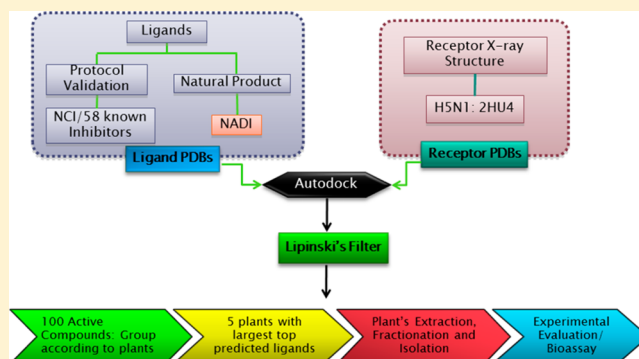 Ligands
Protocol
Validation
Natural Product
NCI/58 known
Inhibitors
NADI
Ligand PDBs
Receptor X-ray
Structure
H5N1: 2HU4
Receptor PDBs
Autodock
Lipinski's Filter
100 Active
Compounds: Group
according to plants
5 plants with
largest top
predicted ligands
Plant's Extraction,
Fractionation and
Isolation
Experimental
Evaluation/
Bioassay